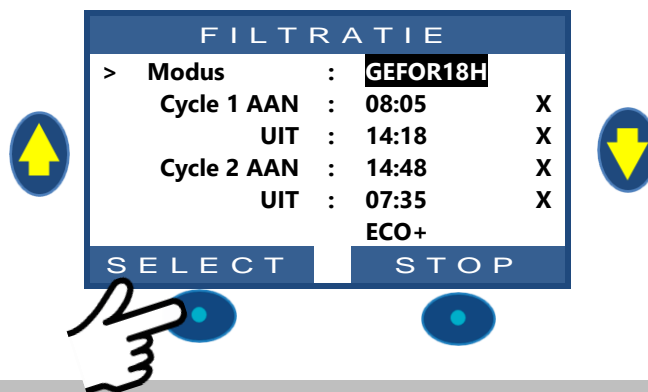 FILTRATIE
> Modus : GEFOR18H
Cycle 1 AAN : 08:05 X
UIT : 14:18 X
Cycle 2 AAN : 14:48 X
UIT : 07:35 X
ECO+
SELECT STOP